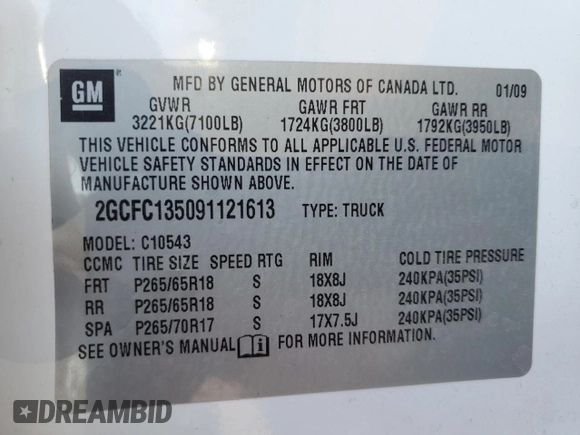 GM
MFD BY GENERAL MOTORS OF CANADA LTD. 01/09
GVWR GAWR FRT GAWR RR
3221KG(7100LB) 1724KG(3800LB) 1792KG(3950LB)
THIS VEHICLE CONFORMS TO ALL APPLICABLE U.S. FEDERAL MOTOR
VEHICLE SAFETY STANDARDS IN EFFECT ON THE DATE OF
MANUFACTURE SHOWN ABOVE.
2GCFC135091121613 TYPE: TRUCK
MODEL: C10543
CCMC TIRE SIZE SPEED RTG RIM COLD TIRE PRESSURE
FRT P265/65R18 S 18X8J 240KPA(35PSI)
RR P265/65R18 S 18X8J 240KPA(35PSI)
SPA P265/70R17 S 17X7.5J 240KPA(35PSI)
SEE OWNER'S MANUAL FOR MORE INFORMATION.
DREAMBID